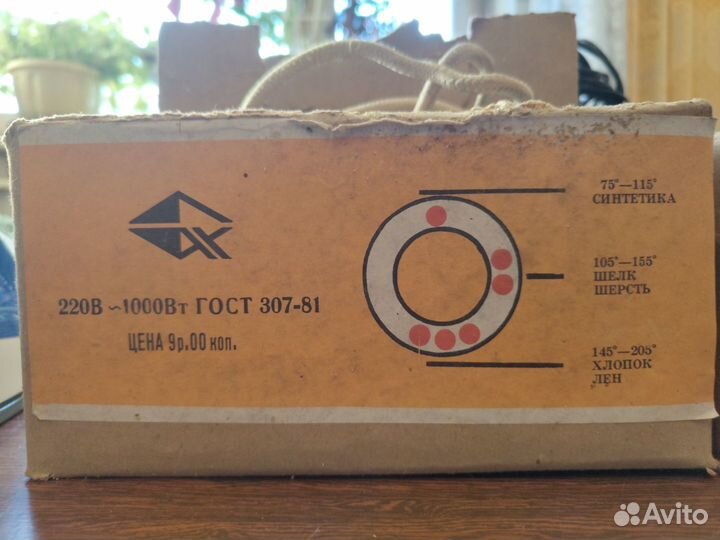 220В ~1000Вт ГОСТ 307-81
ЦЕНА 9р.00 коп.
75°—115°
СИНТЕТИКА
105°—155°
ШЕЛК
ШЕРСТЬ
145°—205°
ХЛОПОК
ЛЕН
Avito